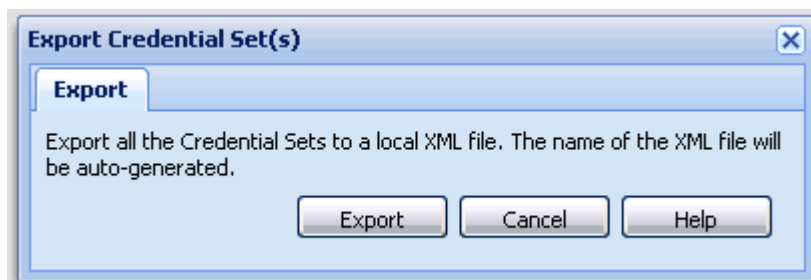 Export Credential Set(s)
Export
Export all the Credential Sets to a local XML file. The name of the XML file will
be auto-generated.
Export Cancel Help